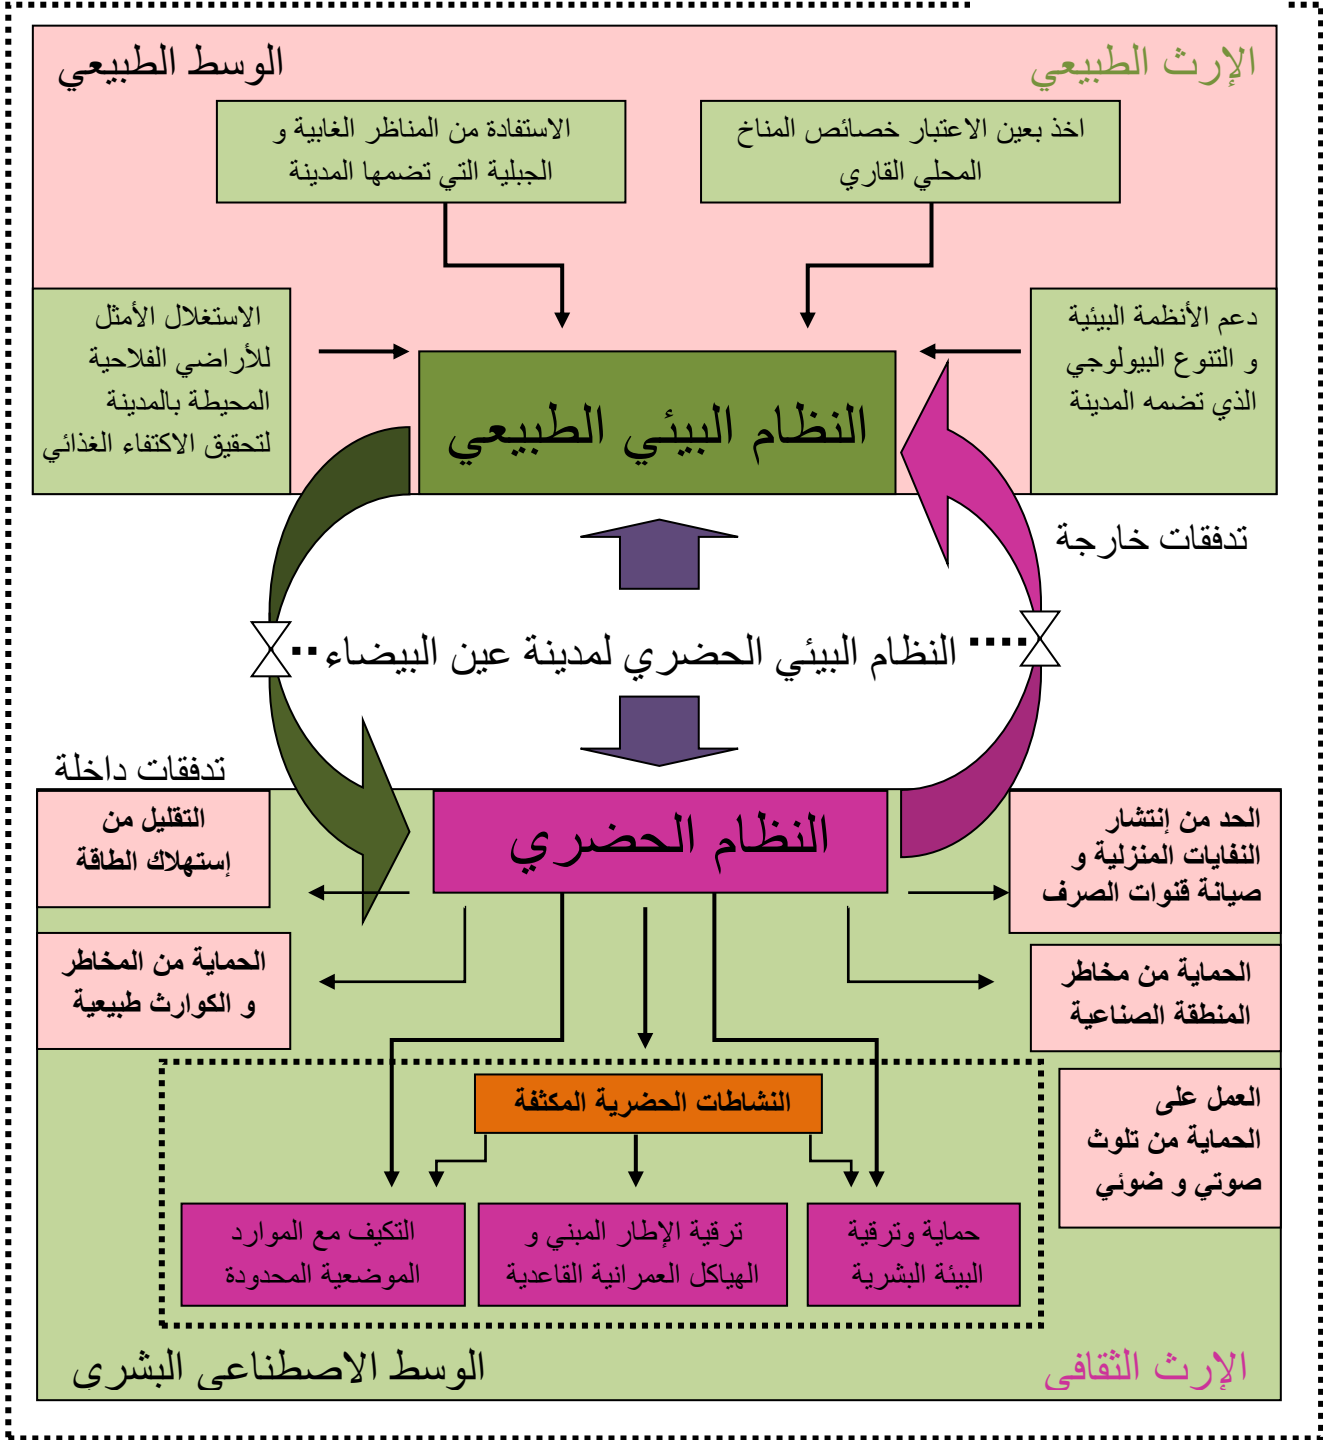 الإرث الطبيعي
الوسط الطبيعي
اخذ بعين الاعتبار خصائص المناخ
المحلي القاري
الاستفادة من المناظر الغابية و
الجبلية التي تضمها المدينة
دعم الأنظمة البيئية
و التنوع البيولوجي
الذي تضمه المدينة
الاستغلال الأمثل
للأراضي الفلاحية
المحيطة بالمدينة
لتحقيق الاكتفاء الغذائي
النظام البيئي الطبيعي
تدفقات خارجة
النظام البيئي الحضري لمدينة عين البيضاء
تدفقات داخلة
النظام الحضري
الحد من إنتشار
النفايات المنزلية و
صيانة قنوات الصرف
التقليل من
إستهلاك الطاقة
الحماية من مخاطر
المنطقة الصناعية
الحماية من المخاطر
و الكوارث طبيعية
النشاطات الحضرية المكثفة
العمل على
الحماية من تلوث
صوتي و ضوئي
حماية وترقية
البيئة البشرية
ترقية الإطار المبني و
الهياكل العمرانية القاعدية
التكيف مع الموارد
الموضعية المحدودة
الإرث الثقافي
الوسط الاصطناعي البشري